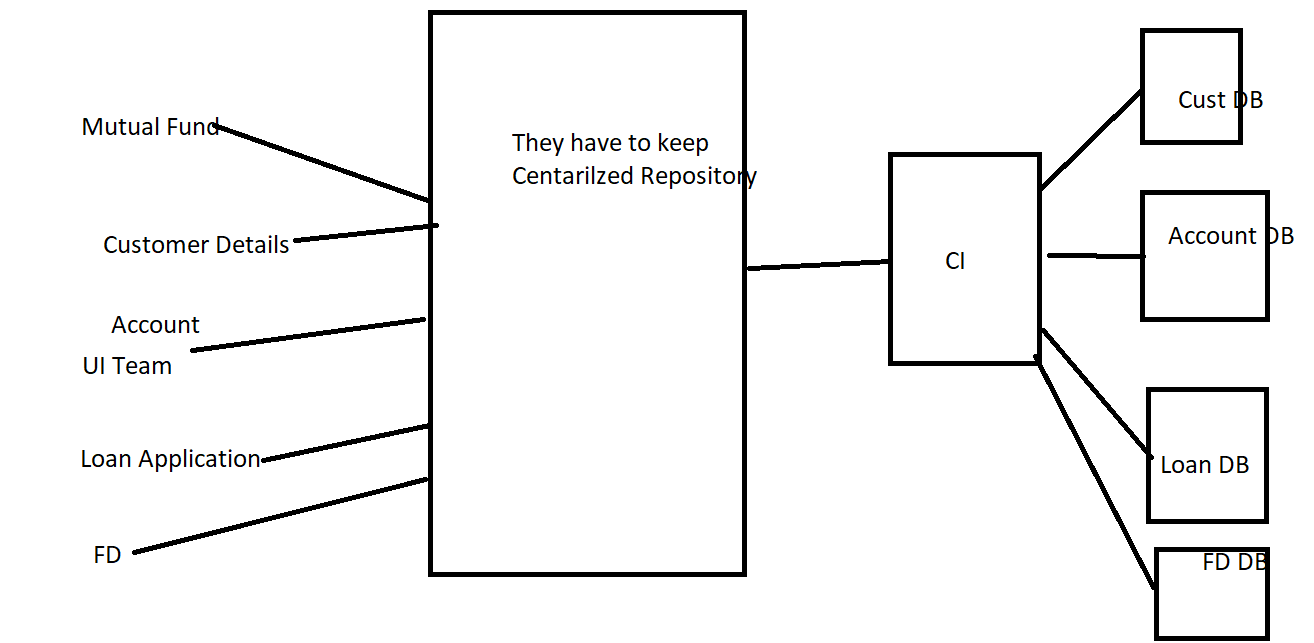 Mutual Fund
Customer Details
Account
UI Team
Loan Application
FD
They have to keep
Centarilzed Repository
CI
Cust DB
Account DB
Loan DB
FD DB